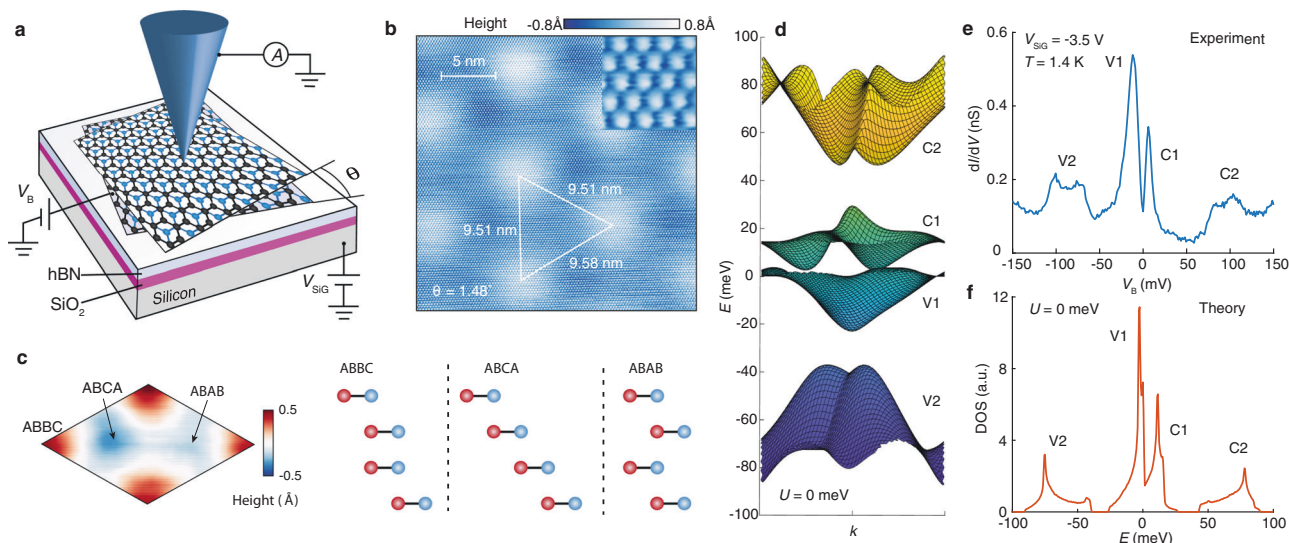 a
A
θ
V_B
hBN
SiO₂
Silicon
V_SiG
b
Height
-0.8Å
0.8Å
5 nm
9.51 nm
9.51 nm
9.58 nm
θ = 1.48°
c
ABCA
ABAB
ABBC
0.5
-0.5
Height (Å)
ABBC
ABCA
ABAB
d
100
80
60
40
20
0
-20
-40
-60
-80
-100
E (meV)
C2
C1
V1
V2
U = 0 meV
k
e
V_SiG = -3.5 V
T = 1.4 K
Experiment
V1
C1
V2
C2
0.6
0.4
0.2
0
dI/dV (nS)
-150 -100 -50 0 50 100 150
V_B (mV)
f
U = 0 meV
Theory
V1
C1
V2
C2
12
8
4
0
DOS (a.u.)
-100 -50 0 50 100
E (meV)